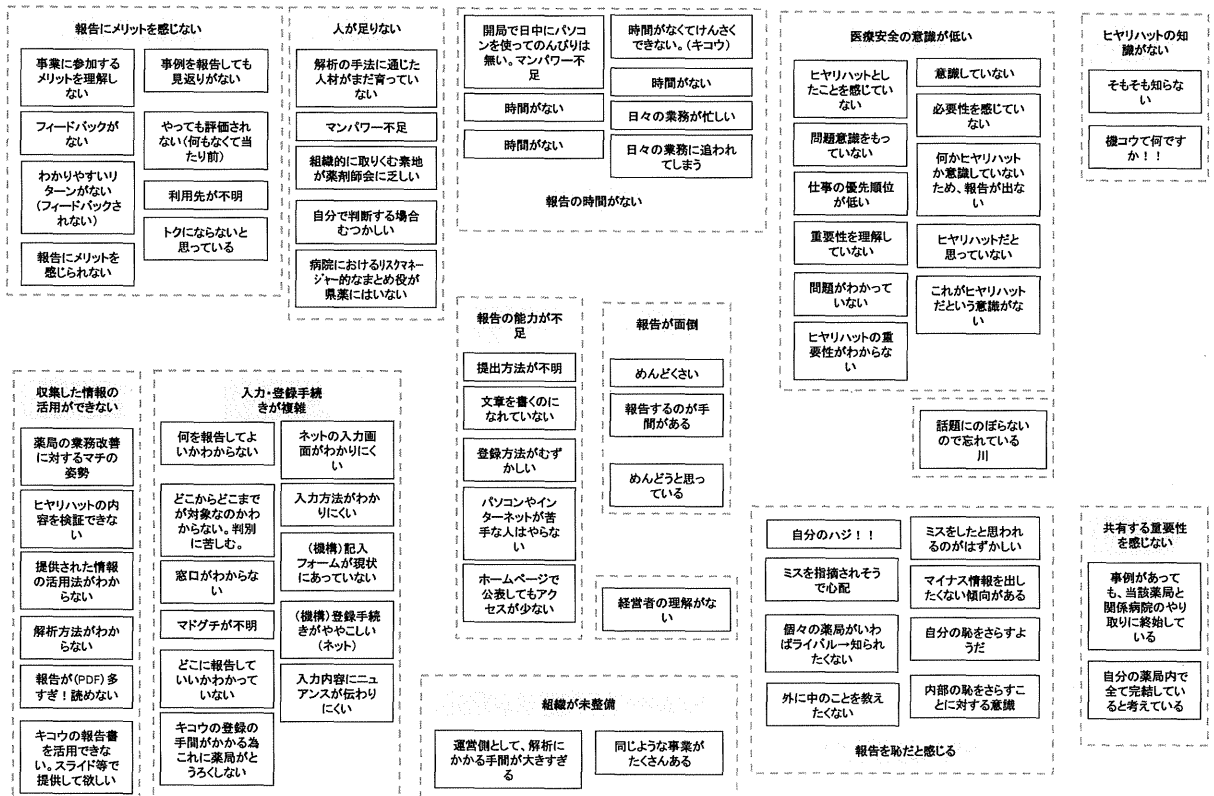 報告にメリットを感じない
事業に参加する
メリットを理解し
ない
事例を報告しても
見返りがない
フィードバックが
ない
やっても評価され
ない(何もなくて当
たり前)
わかりやすいリ
ターンがない
(フィードバックさ
れない)
利用先が不明
報告にメリットを
感じられない
トクにならないと
思っている
人が足りない
解析の手法に通じた
人材がまだ育ってい
ない
マンパワー不足
組織的に取りくむ素地
が薬剤師会に乏しい
自分で判断する場合
むつかしい
病院におけるリスクマネー
ジャー的なまとめ役が
県薬にはいない
開局で日中にパソコ
ンを使ってのんびりは
無い。マンパワー不
足
時間がなくてけんさく
できない。(キコウ)
時間がない
時間がない
日々の業務が忙しい
時間がない
日々の業務に追われ
てしまう
報告の時間がない
医療安全の意識が低い
ヒヤリハットとし
たことを感じてい
ない
意識していない
必要性を感じてい
ない
問題意識をもっ
ていない
何かヒヤリハット
か意識していない
ため、報告が出な
い
仕事の優先順位
が低い
重要性を理解し
ていない
ヒヤリハットだと
思っていない
問題がわかって
いない
これがヒヤリハット
だという意識がな
い
ヒヤリハットの重
要性がわからな
い
ヒヤリハットの知
識がない
そもそも知らな
い
機コウて何です
か！！
報告の能力が不
足
提出方法が不明
文章を書くのに
なれていない
登録方法がむず
かしい
パソコンやイン
ターネットが苦
手な人はやらな
い
ホームページで
公表してもアク
セスが少ない
報告が面倒
めんどくさい
報告するのが手
間がある
めんどうと思っ
ている
話題にのぼらない
ので忘れている
川
収集した情報の
活用ができない
薬局の業務改善
に対するマチの
姿勢
ヒヤリハットの内
容を検証できな
い
提供された情報
の活用法がわか
らない
解析方法がわか
らない
報告が(PDF)多
すぎ！読めない
キコウの報告書
を活用できな
い。スライド等で
提供して欲しい
入力・登録手続
きが複雑
何を報告してよ
いかわからない
ネットの入力画
面がわかりにく
い
どこからどこまで
が対象なのかわ
からない。判別
に苦しむ。
入力方法がわか
りにくい
窓口がわからな
い
(機構)記入
フォームが現状
にあっていない
マドグチが不明
(機構)登録手続
きがややこしい
(ネット)
どこに報告して
いいかわかって
いない
入力内容にニュ
アンスが伝わり
にくい
キコウの登録の
手間がかかる為
これに薬局がと
うろくしない
経営者の理解がな
い
組織が未整備
運営側として、解析に
かかる手間が大きすぎ
る
同じような事業が
たくさんある
自分のハジ！！
ミスをしたと思われ
るのがはずかしい
ミスを指摘されそう
で心配
マイナス情報を出し
たくない傾向がある
個々の薬局がいわ
ばライバル→知られ
たくない
自分の恥をさらすよ
うだ
外に中のことを教え
たくない
内部の恥をさらすこ
とに対する意識
報告を恥だと感じる
共有する重要性
を感じない
事例があって
も、当該薬局と
関係病院のやり
取りに終始して
いる
自分の薬局内で
全て完結してい
ると考えている